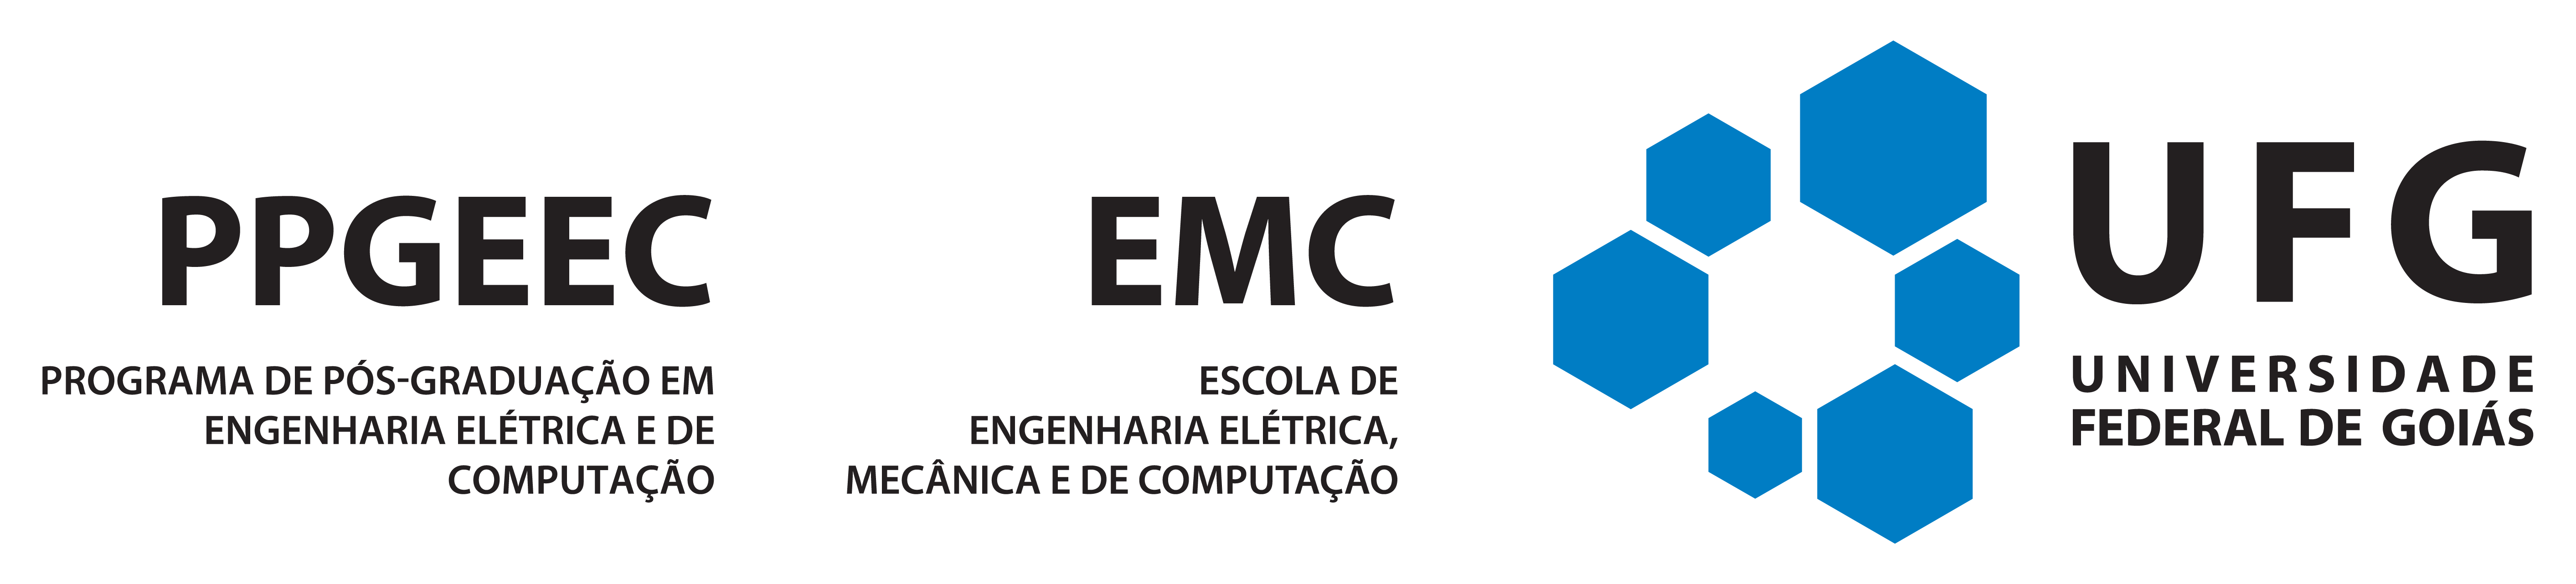 PPGEEC
PROGRAMA DE PÓS-GRADUAÇÃO EM
ENGENHARIA ELÉTRICA E DE
COMPUTAÇÃO
EMC
ESCOLA DE
ENGENHARIA ELÉTRICA,
MECÂNICA E DE COMPUTAÇÃO
UFG
UNIVERSIDADE
FEDERAL DE GOIÁS